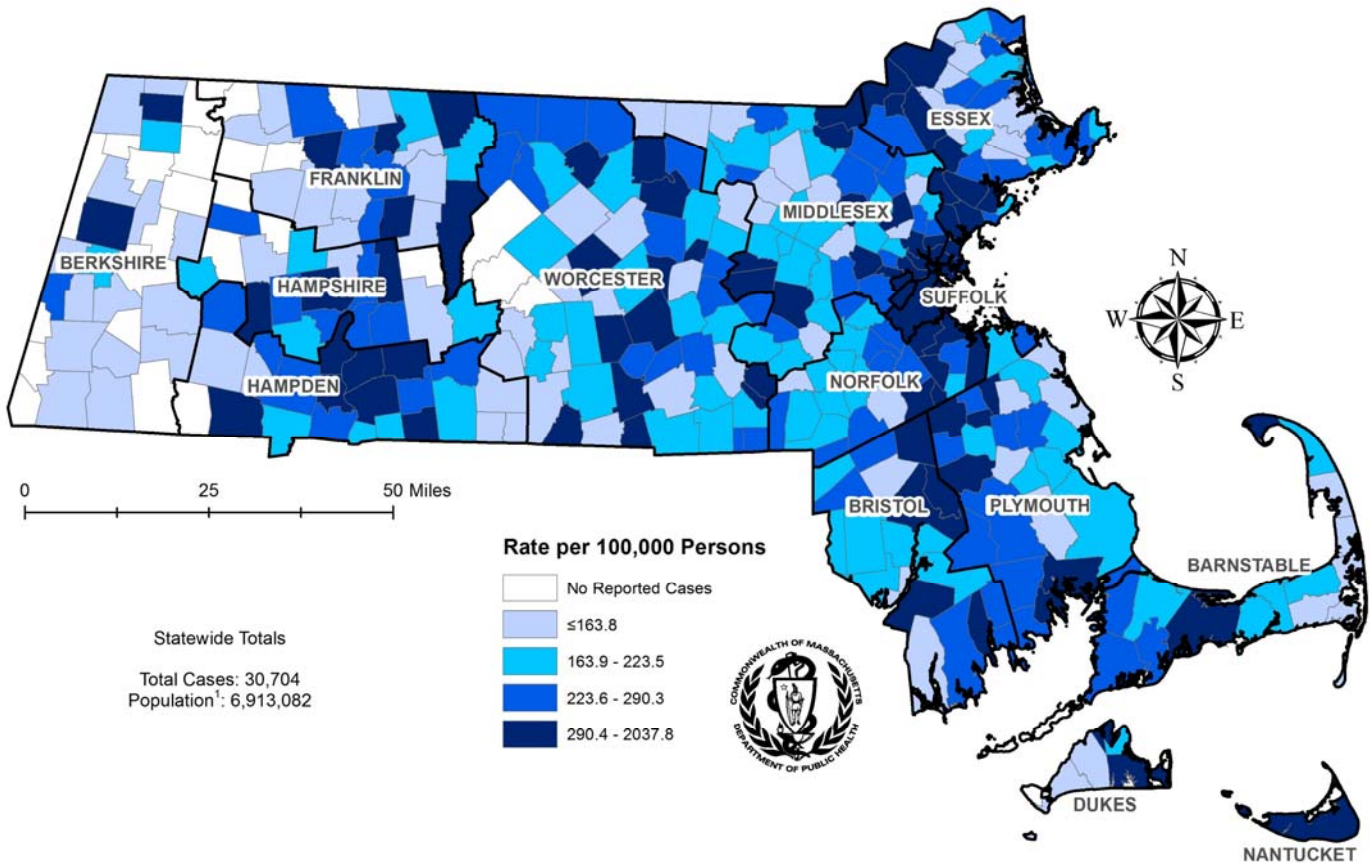 ESSEX
FRANKLIN
MIDDLESEX
BERKSHIRE
HAMPSHIRE
WORCESTER
SUFFOLK
N
W E
S
HAMPDEN
NORFOLK
0 25 50 Miles
BRISTOL
PLYMOUTH
BARNSTABLE
Rate per 100,000 Persons
No Reported Cases
≤163.8
163.9 - 223.5
223.6 - 290.3
290.4 - 2037.8
Statewide Totals
Total Cases: 30,704
Population¹: 6,913,082
COMMONWEALTH OF MASSACHUSETTS
DEPARTMENT OF PUBLIC HEALTH
DUKES
NANTUCKET